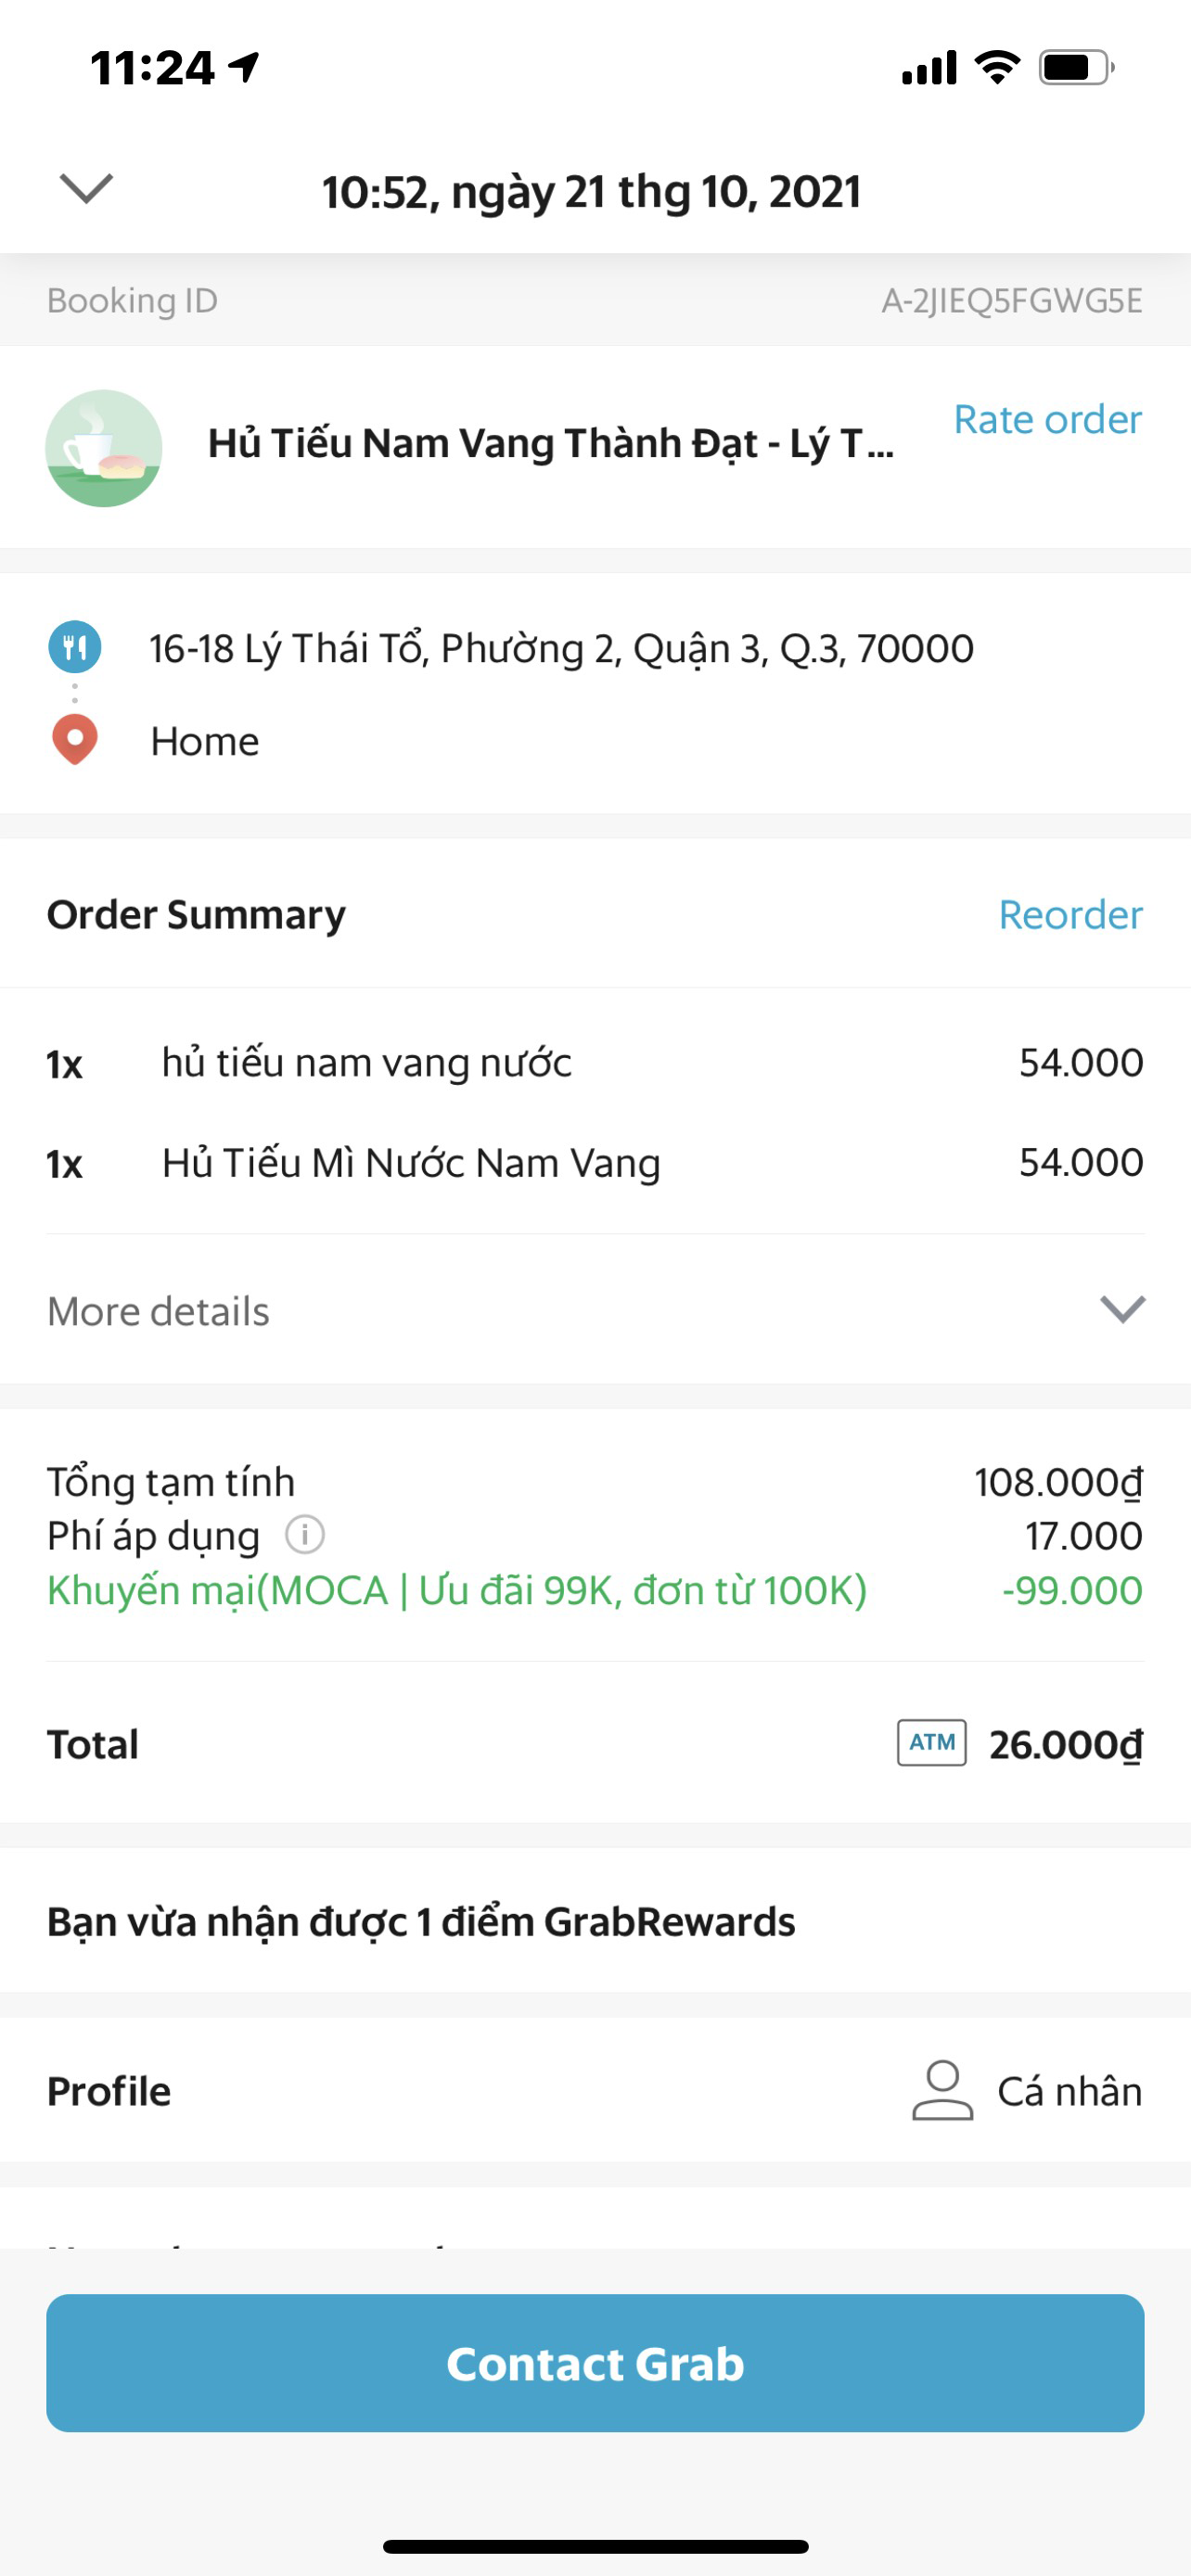 11:24
10:52, ngày 21 thg 10, 2021
Booking ID A-2JIEQ5FGWG5E
Hủ Tiếu Nam Vang Thành Đạt - Lý T... Rate order
16-18 Lý Thái Tổ, Phường 2, Quận 3, Q.3, 70000
Home
Order Summary Reorder
1x hủ tiếu nam vang nước 54.000
1x Hủ Tiếu Mì Nước Nam Vang 54.000
More details
Tổng tạm tính 108.000₫
Phí áp dụng i 17.000
Khuyến mại(MOCA | Ưu đãi 99K, đơn từ 100K) -99.000
Total ATM 26.000₫
Bạn vừa nhận được 1 điểm GrabRewards
Profile Cá nhân
Contact Grab